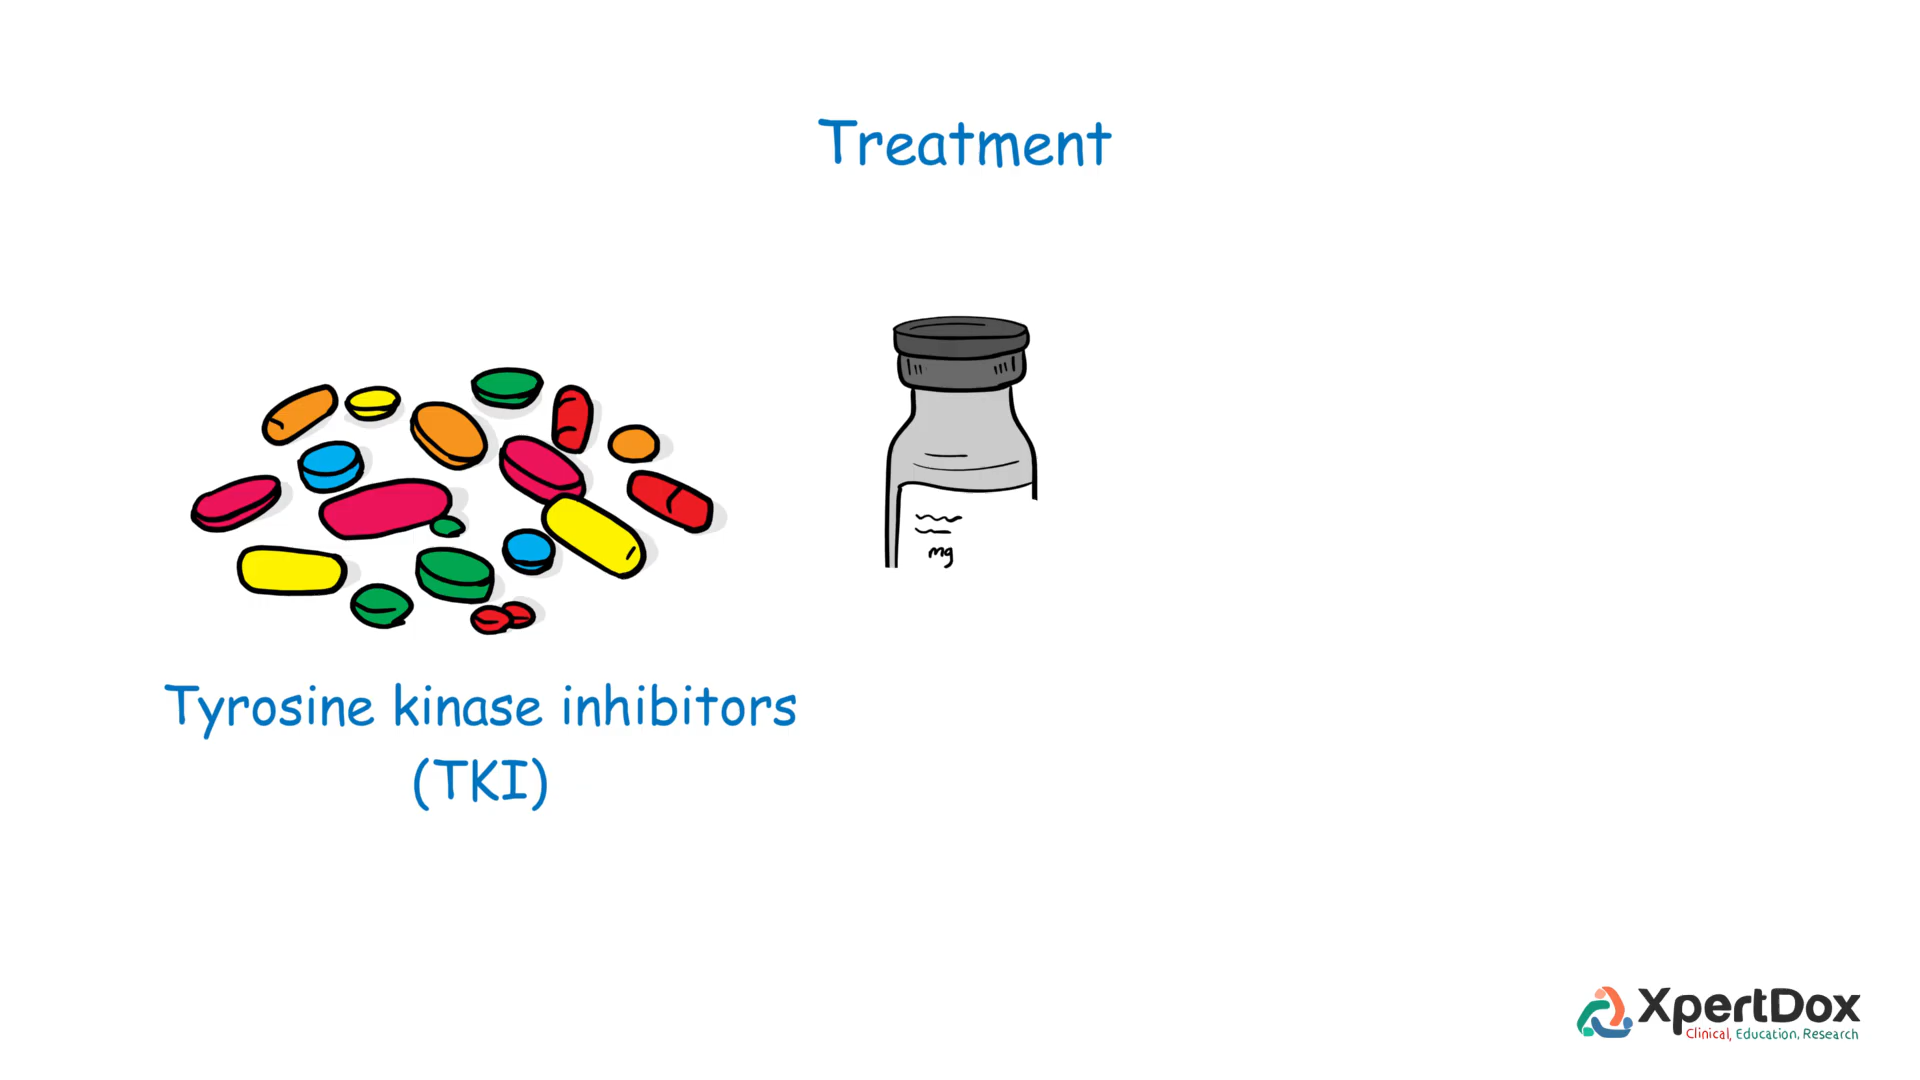 Treatment
mg
Tyrosine kinase inhibitors
(TKI)
XpertDox
Clinical, Education, Research